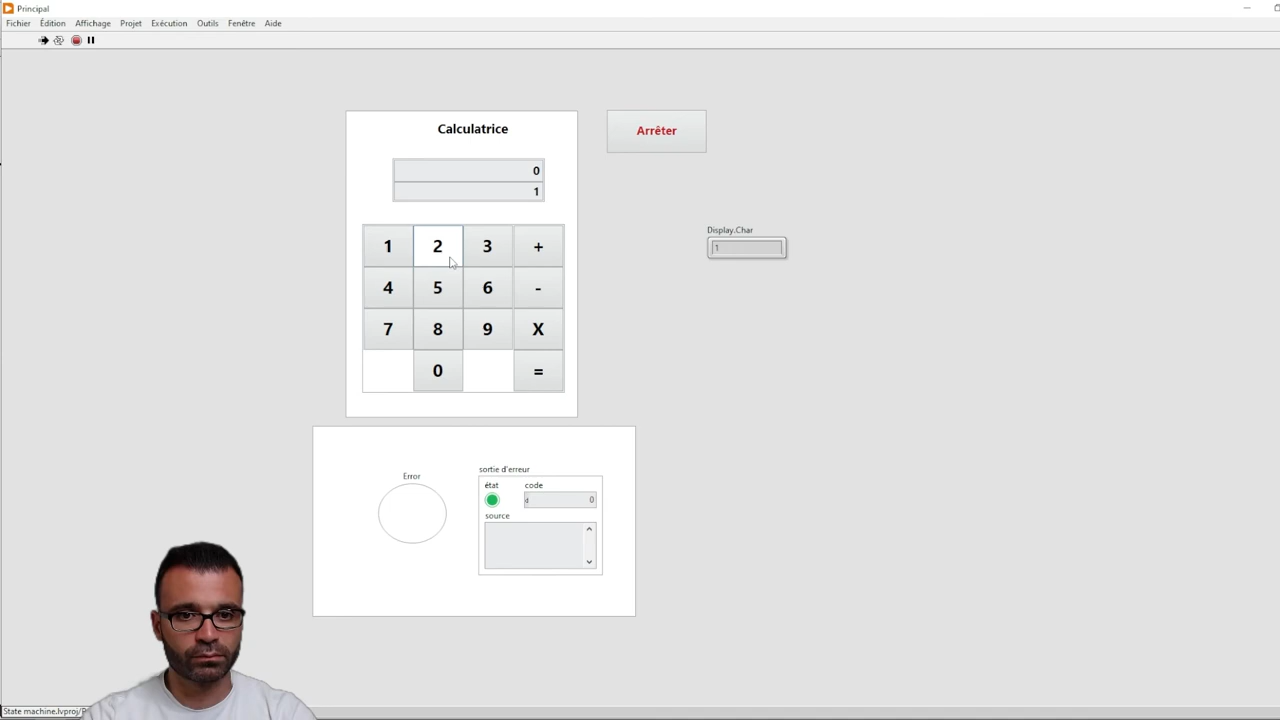 Principal
Fichier Édition Affichage Projet Exécution Outils Fenêtre Aide
Calculatrice
Arrêter
0
1
Display.Char
1
1 2 3 +
4 5 6 -
7 8 9 X
0 =
Error
sortie d'erreur
état code
d 0
source
State machine.lvproj/